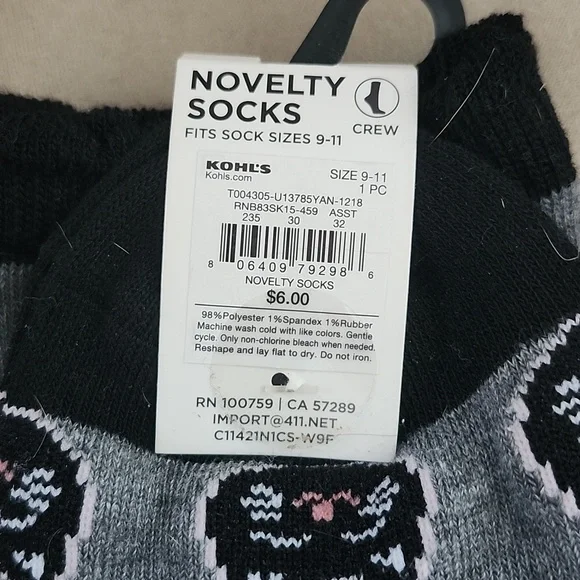 NOVELTY
SOCKS
FITS SOCK SIZES 9-11
CREW
KOHL'S
Kohls.com
SIZE 9-11
1 PC
T004305-U13785YAN-1218
RNB83SK15-459 ASST
235 30 32
8 06409 79298 6
NOVELTY SOCKS
$6.00
98%Polyester 1%Spandex 1%Rubber
Machine wash cold with like colors. Gentle
cycle. Only non-chlorine bleach when needed.
Reshape and lay flat to dry. Do not iron.
RN 100759 | CA 57289
IMPORT@411.NET
C11421N1CS-W9F